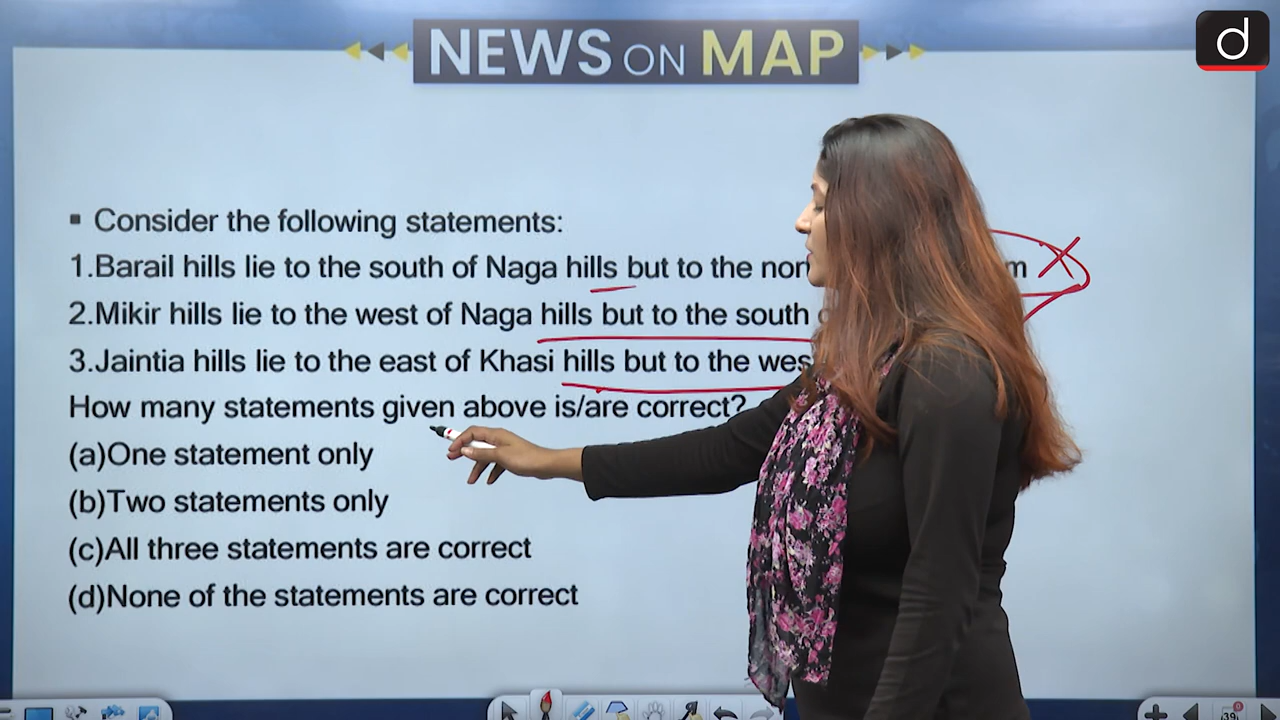 NEWS ON MAP
d
▪ Consider the following statements:
1.Barail hills lie to the south of Naga hills but to the
2.Mikir hills lie to the west of Naga hills but to the south
3.Jaintia hills lie to the east of Khasi hills but to the
How many statements given above is/are correct?
(a)One statement only
(b)Two statements only
(c)All three statements are correct
(d)None of the statements are correct
39